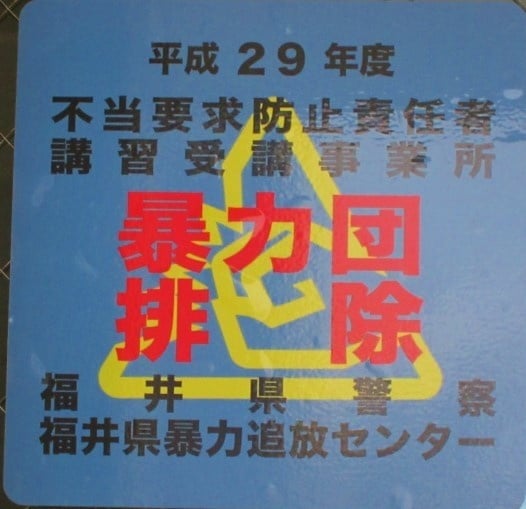 平成 29 年度
不当要求防止責任者
講習受講事業所
暴力団
排除
福井県警察
福井県暴力追放センター